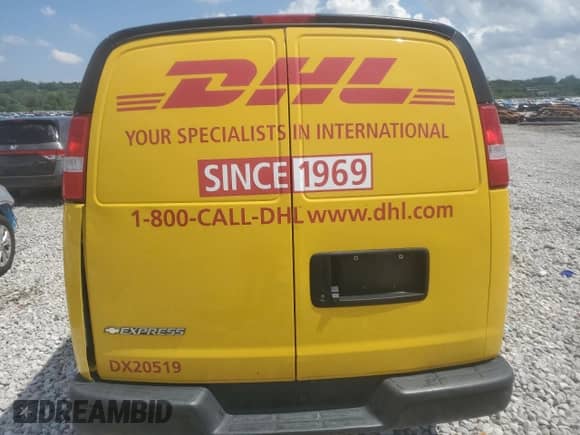 DHL
YOUR SPECIALISTS IN INTERNATIONAL
SINCE 1969
1-800-CALL-DHL www.dhl.com
EXPRESS
DX20519
DREAMBID